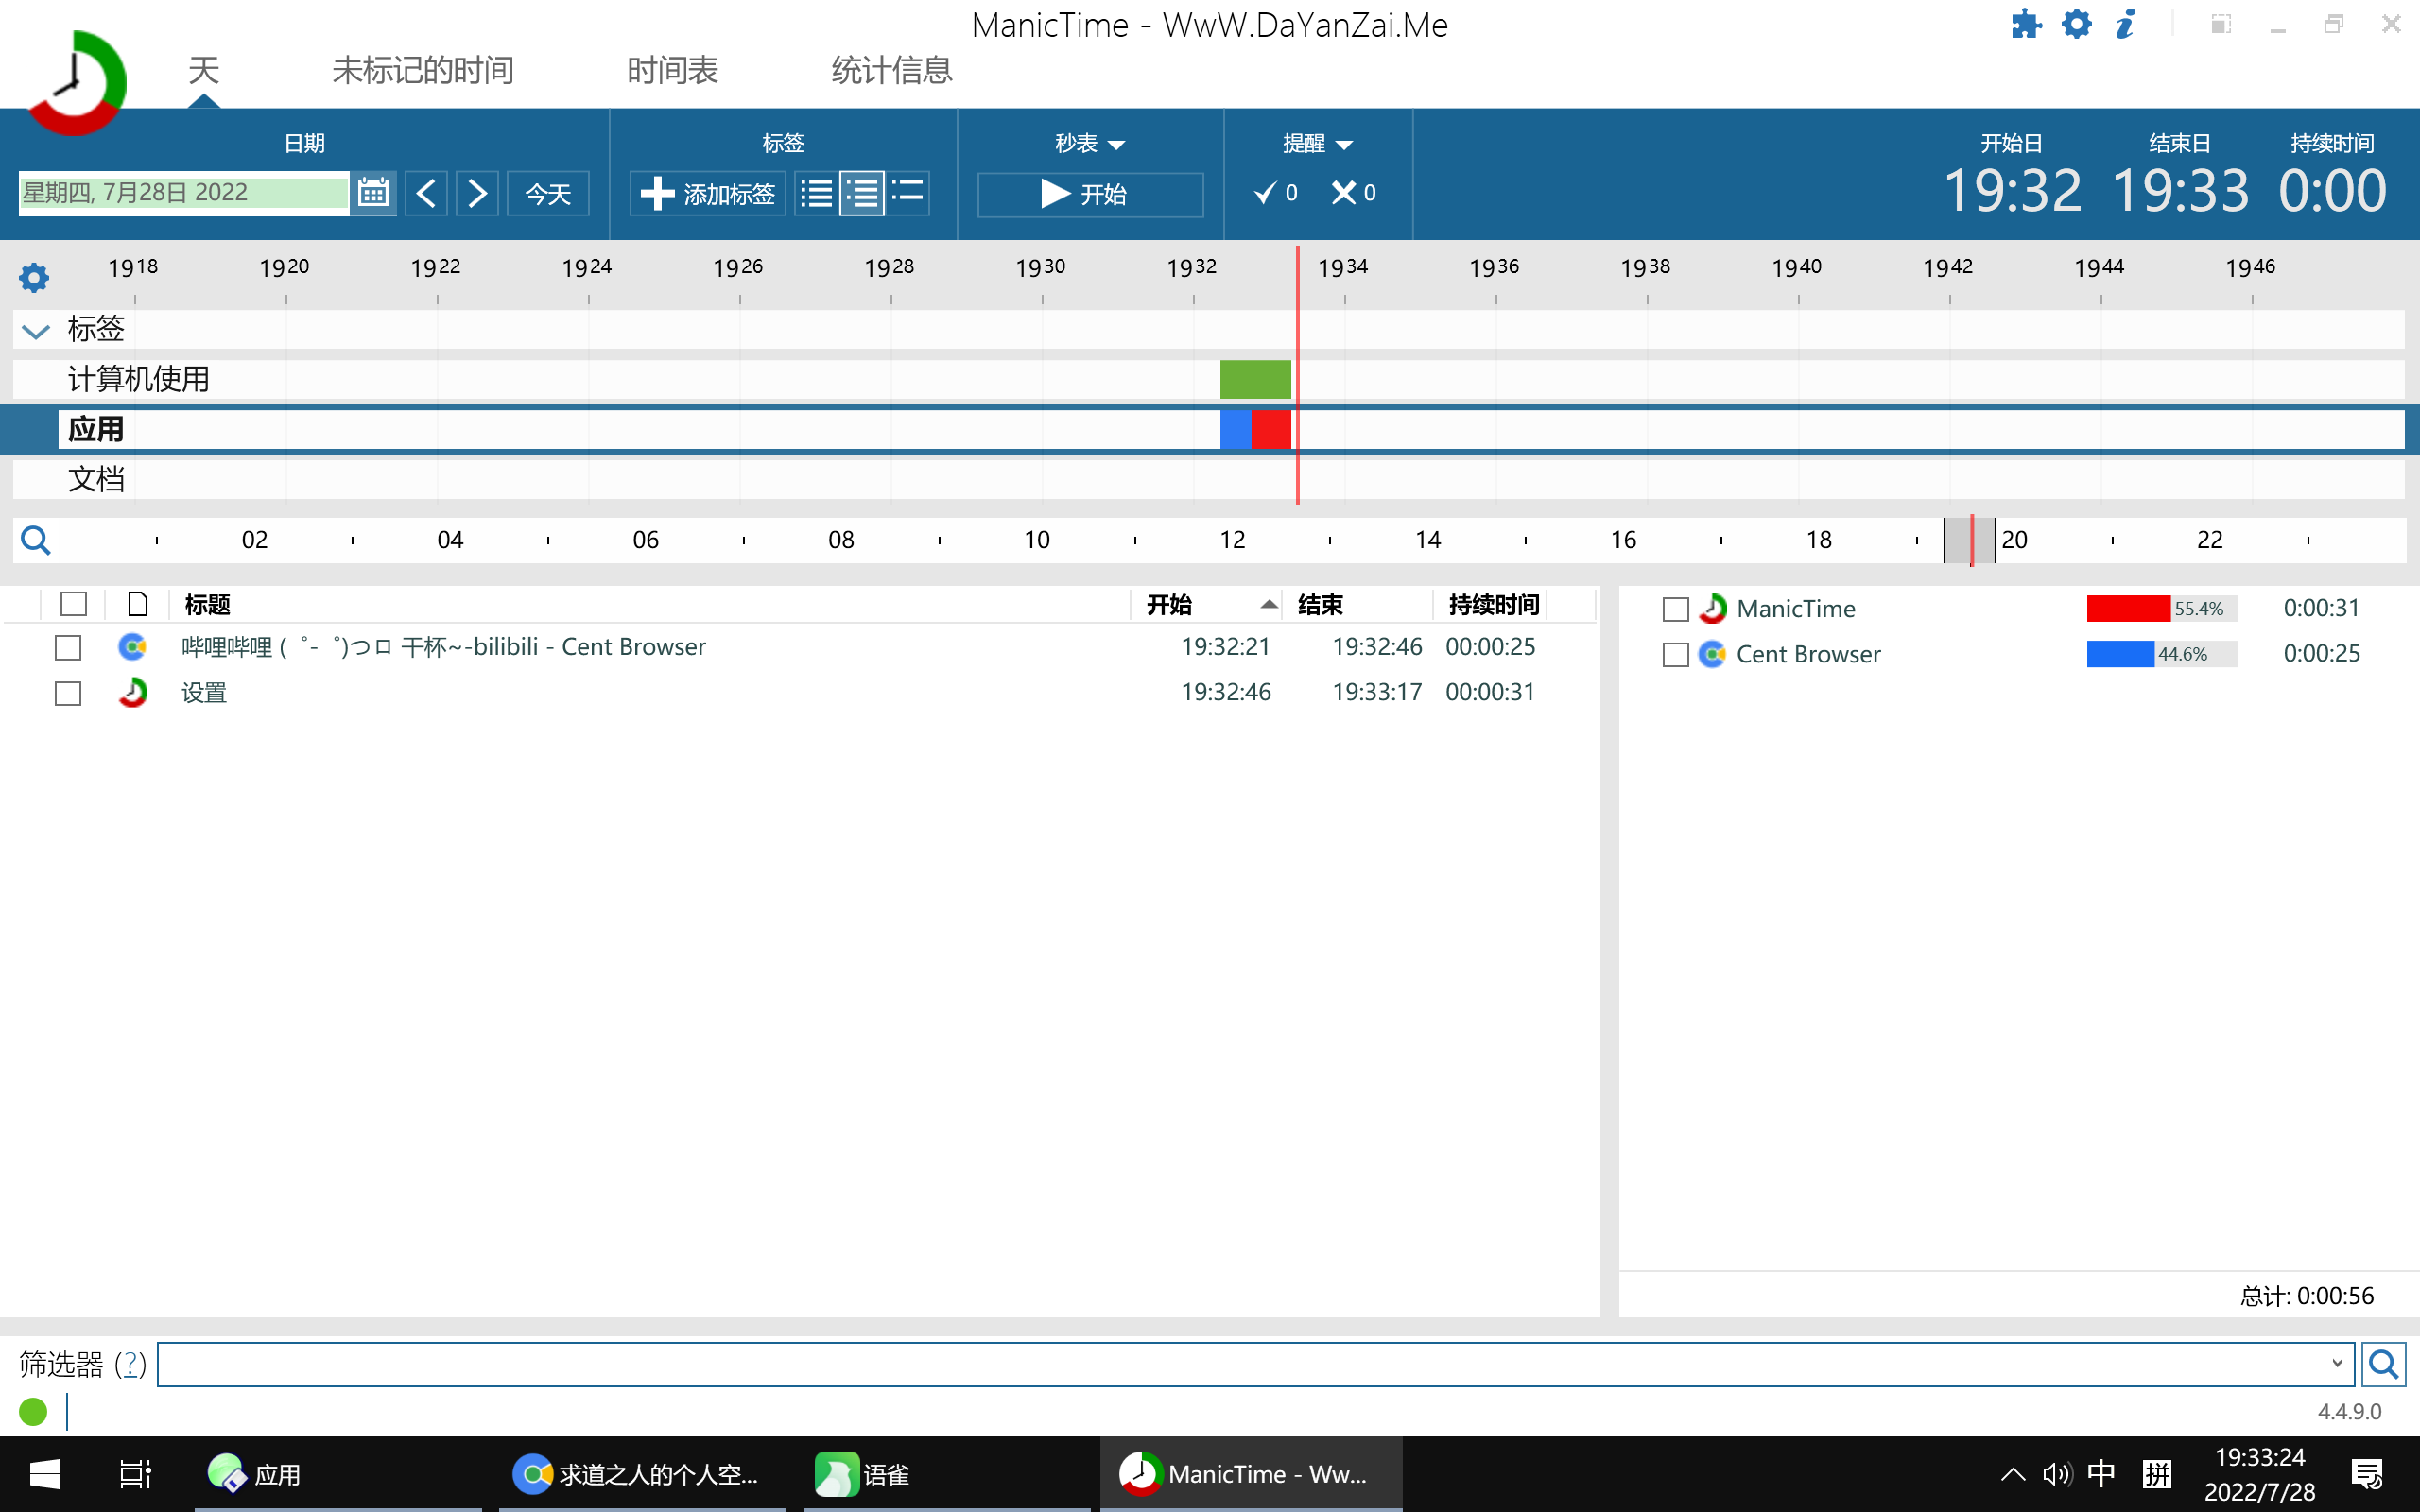 ManicTime - WwW.DaYanZai.Me
天 未标记的时间 时间表 统计信息
日期 标签 秒表 提醒 开始日 结束日 持续时间
星期四, 7月28日 2022 今天 添加标签 开始 0 0 19:32 19:33 0:00
1918 1920 1922 1924 1926 1928 1930 1932 1934 1936 1938 1940 1942 1944 1946
标签
计算机使用
应用
文档
02 04 06 08 10 12 14 16 18 20 22
标题 开始 结束 持续时间
哔哩哔哩 (゜-゜)つロ 干杯~-bilibili - Cent Browser 19:32:21 19:32:46 00:00:25
设置 19:32:46 19:33:17 00:00:31
ManicTime 55.4% 0:00:31
Cent Browser 44.6% 0:00:25
总计: 0:00:56
筛选器 (?)
4.4.9.0
应用 求道之人的个人空... 语雀 ManicTime - Ww... 中 拼 19:33:24
2022/7/28